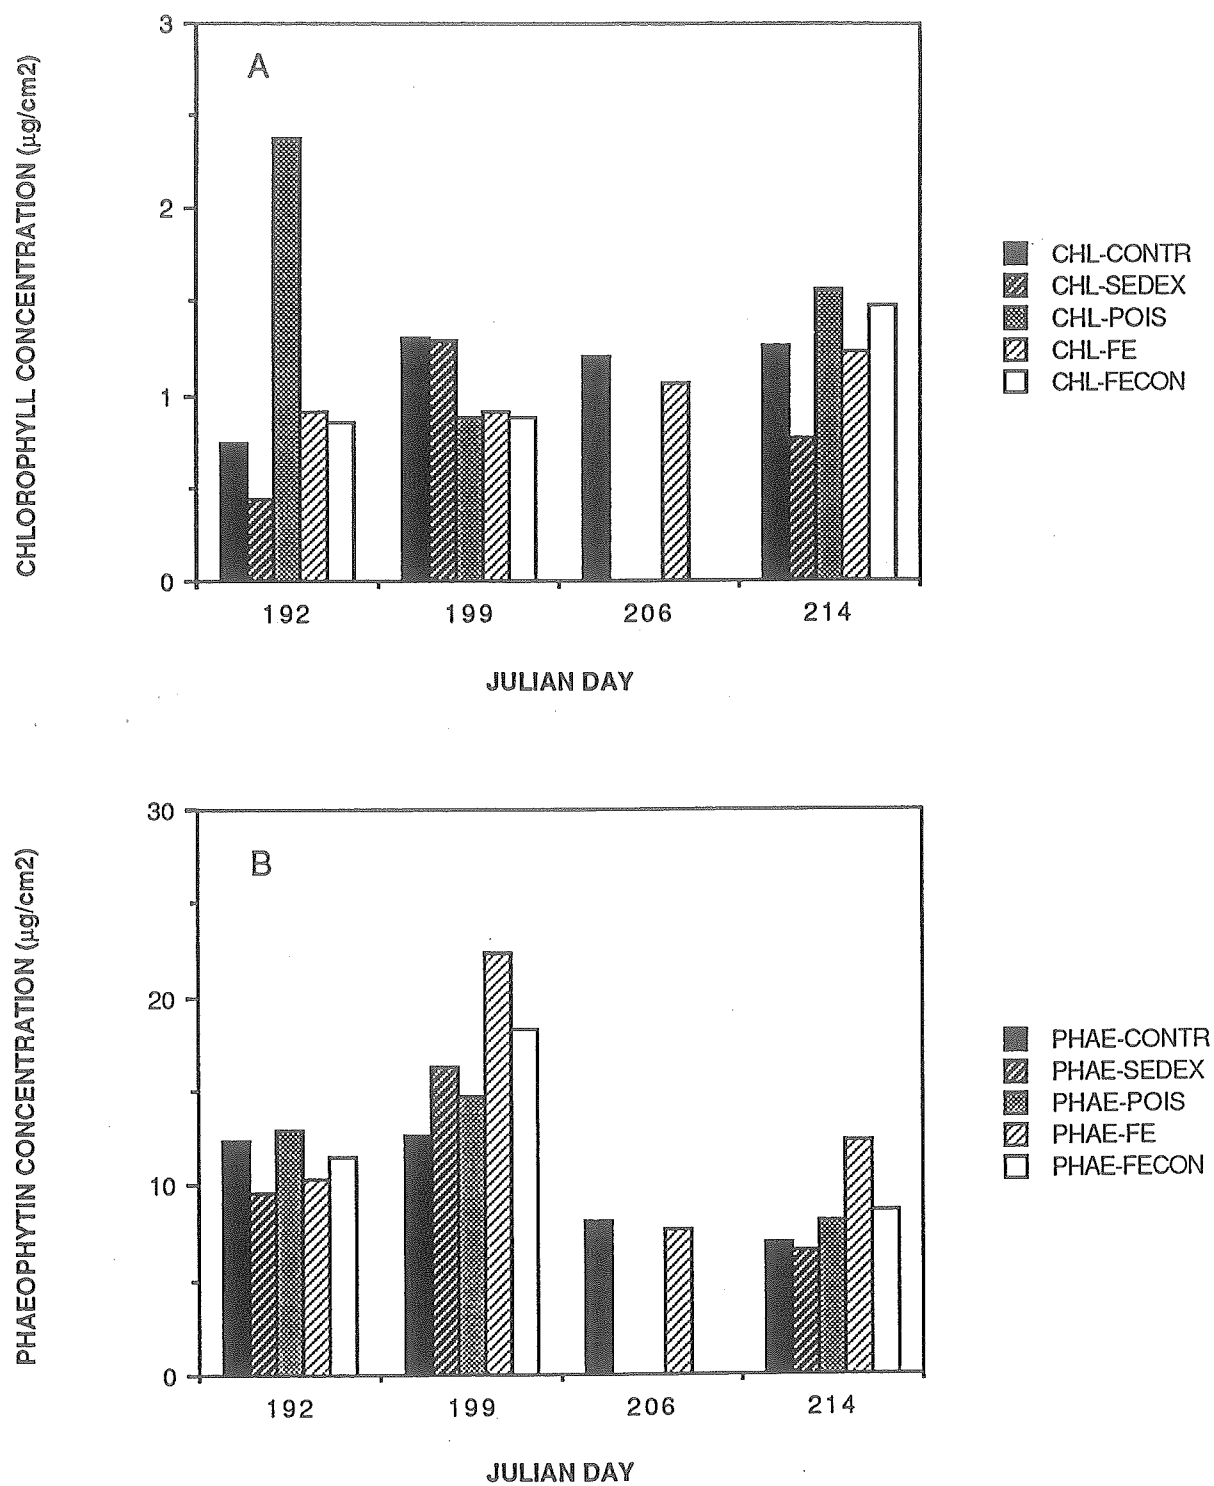 3
A
2
1
0
CHLOROPHYLL CONCENTRATION (µg/cm2)
192 199 206 214
JULIAN DAY
CHL-CONTR
CHL-SEDEX
CHL-POIS
CHL-FE
CHL-FECON
30
B
20
10
0
PHAEOPHYTIN CONCENTRATION (µg/cm2)
192 199 206 214
JULIAN DAY
PHAE-CONTR
PHAE-SEDEX
PHAE-POIS
PHAE-FE
PHAE-FECON